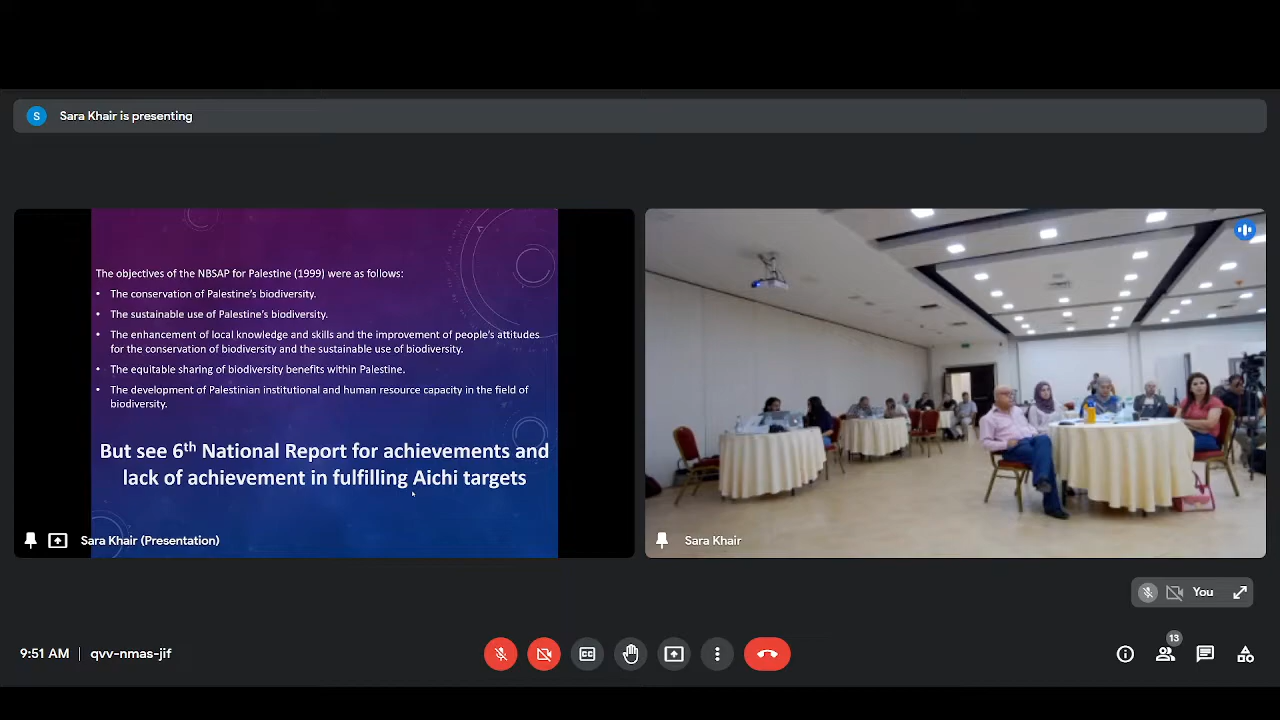 S
Sara Khair is presenting
The objectives of the NBSAP for Palestine (1999) were as follows:
• The conservation of Palestine's biodiversity.
• The sustainable use of Palestine's biodiversity.
• The enhancement of local knowledge and skills and the improvement of people's attitudes
for the conservation of biodiversity and the sustainable use of biodiversity.
• The equitable sharing of biodiversity benefits within Palestine.
• The development of Palestinian institutional and human resource capacity in the field of
biodiversity.
But see 6th National Report for achievements and
lack of achievement in fulfilling Aichi targets
Sara Khair (Presentation)
Sara Khair
You
9:51 AM | qvv-nmas-jif
CC
13